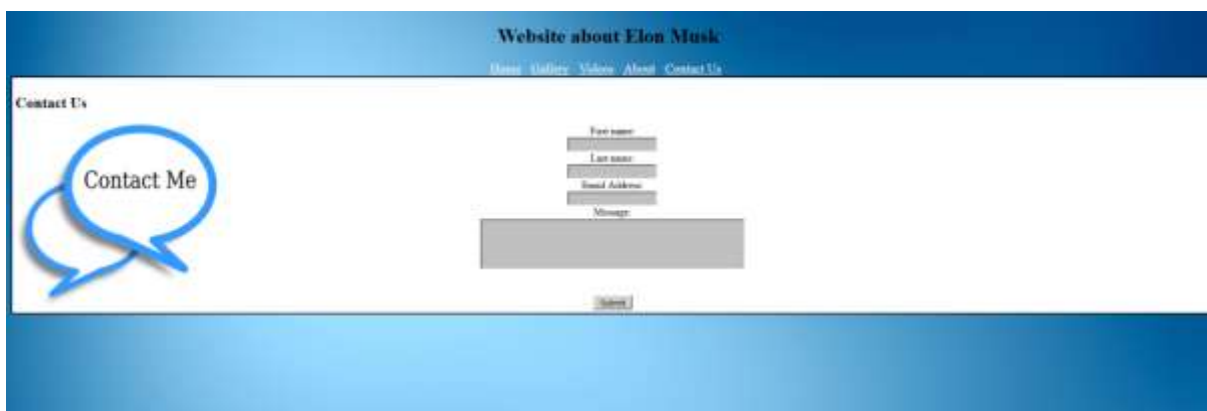 Website about Elon Musk
Home Gallery Videos About Contact Us
Contact Us
Contact Me
First name:
Last name:
Email Address:
Message:
Submit